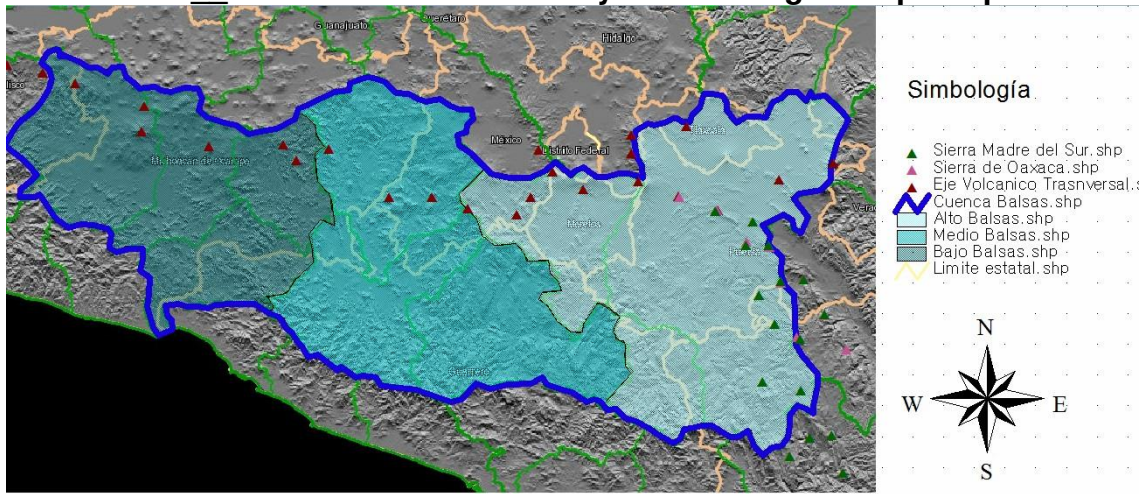 Guanajuato
Querétaro
Hidalgo
México
Distrito Federal
Tlaxcala
Michoacan de Ocampo
Morelos
Puebla
Guerrero
Simbología
Sierra Madre del Sur.shp
Sierra de Oaxaca.shp
Eje Volcanico Trasnversal.s
Cuenca Balsas.shp
Alto Balsas.shp
Medio Balsas.shp
Bajo Balsas.shp
Limite estatal.shp
N
W
E
S